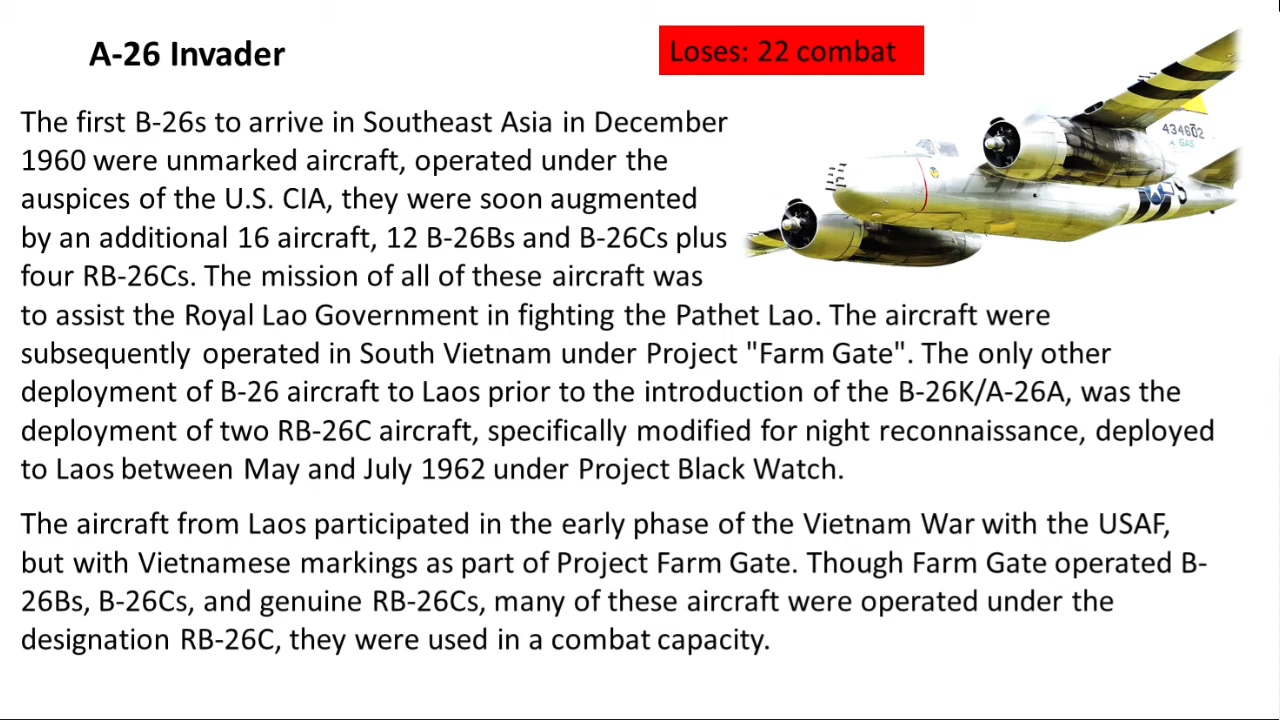 A-26 Invader
Loses: 22 combat
The first B-26s to arrive in Southeast Asia in December
1960 were unmarked aircraft, operated under the
auspices of the U.S. CIA, they were soon augmented
by an additional 16 aircraft, 12 B-26Bs and B-26Cs plus
four RB-26Cs. The mission of all of these aircraft was
to assist the Royal Lao Government in fighting the Pathet Lao. The aircraft were
subsequently operated in South Vietnam under Project "Farm Gate". The only other
deployment of B-26 aircraft to Laos prior to the introduction of the B-26K/A-26A, was the
deployment of two RB-26C aircraft, specifically modified for night reconnaissance, deployed
to Laos between May and July 1962 under Project Black Watch.
The aircraft from Laos participated in the early phase of the Vietnam War with the USAF,
but with Vietnamese markings as part of Project Farm Gate. Though Farm Gate operated B-
26Bs, B-26Cs, and genuine RB-26Cs, many of these aircraft were operated under the
designation RB-26C, they were used in a combat capacity.
434602
GAS
S